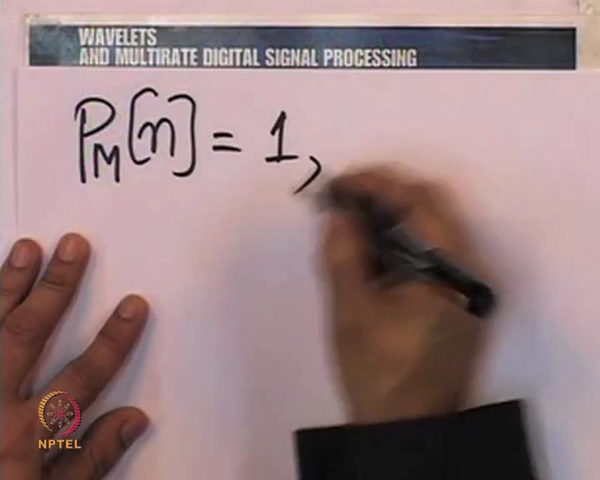 WAVELETS
AND MULTIRATE DIGITAL SIGNAL PROCESSING
P_M[n] = 1,
NPTEL